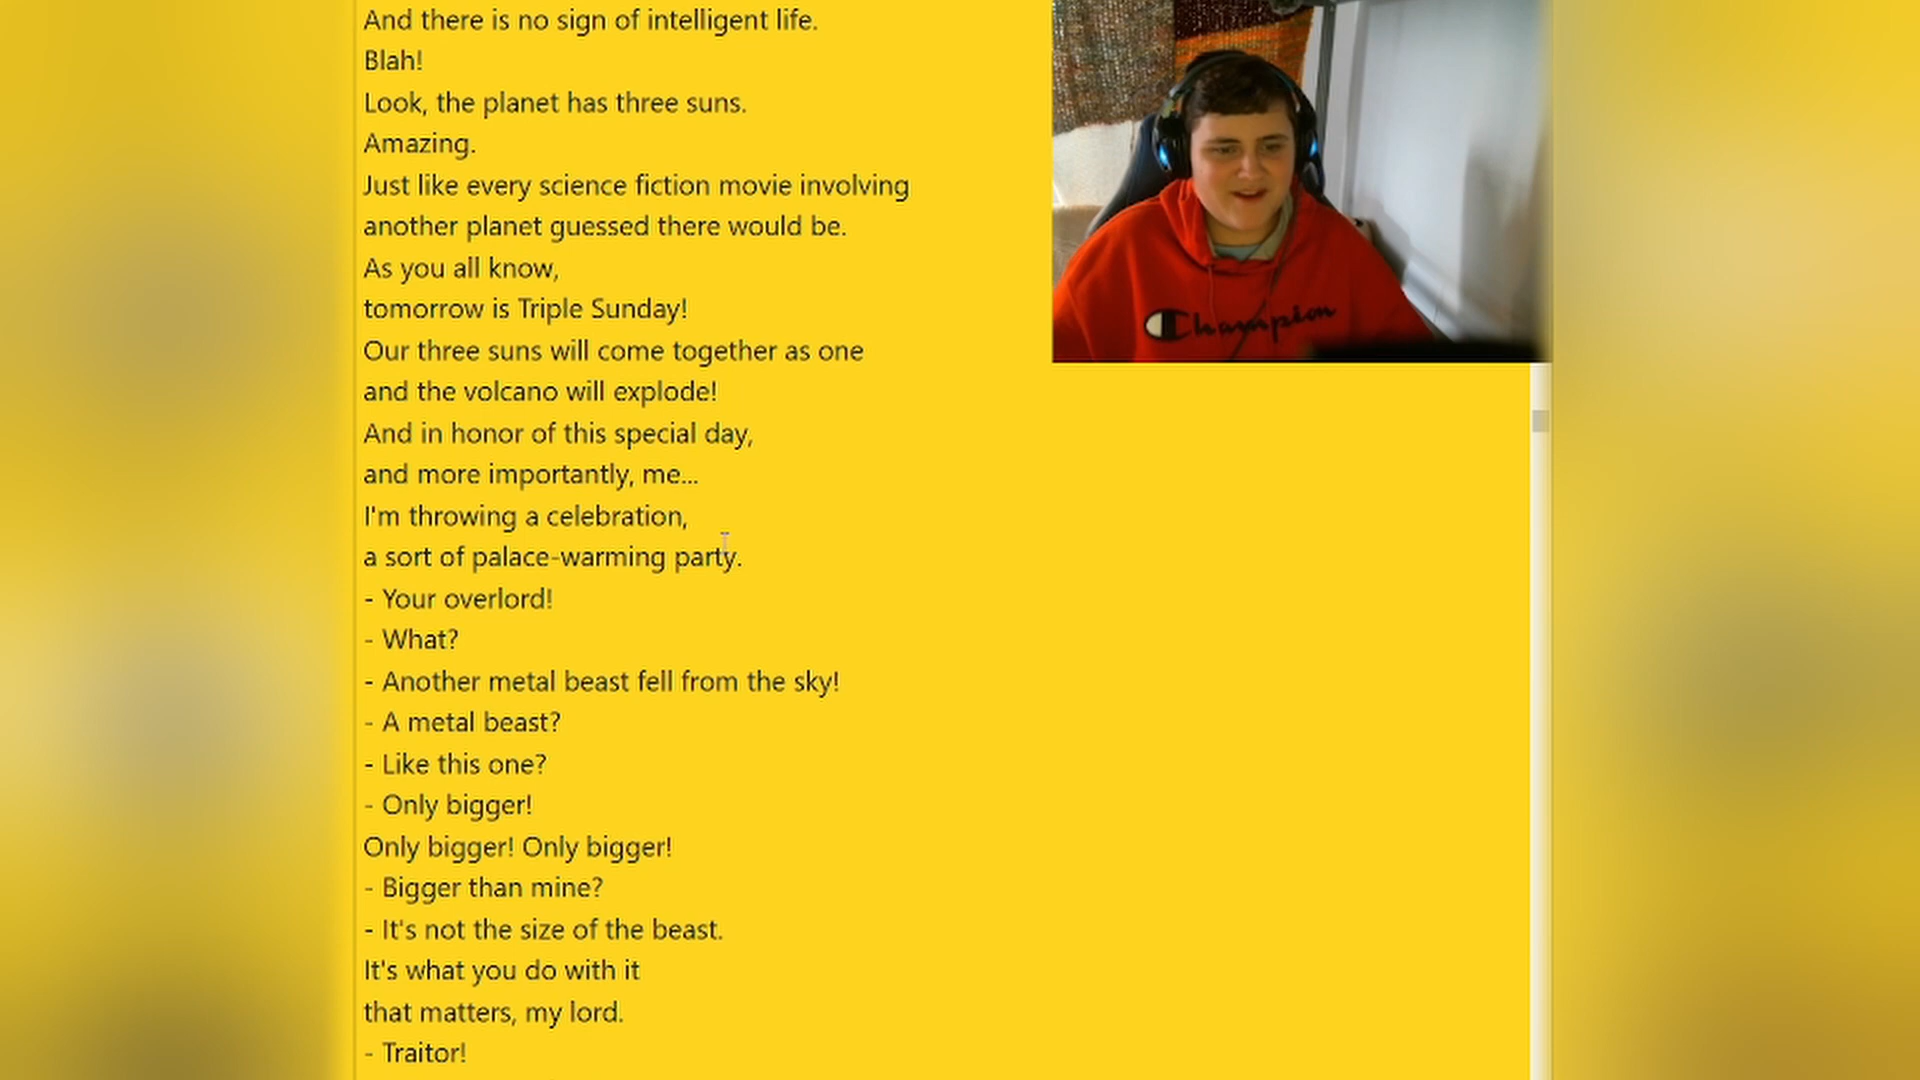 And there is no sign of intelligent life.
Blah!
Look, the planet has three suns.
Amazing.
Just like every science fiction movie involving
another planet guessed there would be.
As you all know,
tomorrow is Triple Sunday!
Our three suns will come together as one
and the volcano will explode!
And in honor of this special day,
and more importantly, me...
I'm throwing a celebration,
a sort of palace-warming party.
- Your overlord!
- What?
- Another metal beast fell from the sky!
- A metal beast?
- Like this one?
- Only bigger!
Only bigger! Only bigger!
- Bigger than mine?
- It's not the size of the beast.
It's what you do with it
that matters, my lord.
- Traitor!
Champion